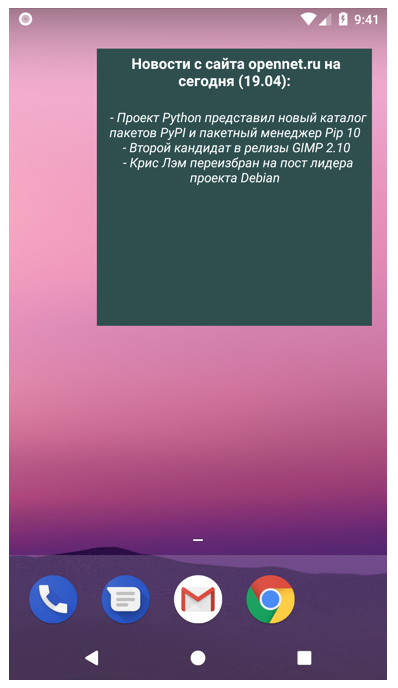 9:41
Новости с сайта opennet.ru на
сегодня (19.04):
- Проект Python представил новый каталог
пакетов PyPI и пакетный менеджер Pip 10
- Второй кандидат в релизы GIMP 2.10
- Крис Лэм переизбран на пост лидера
проекта Debian